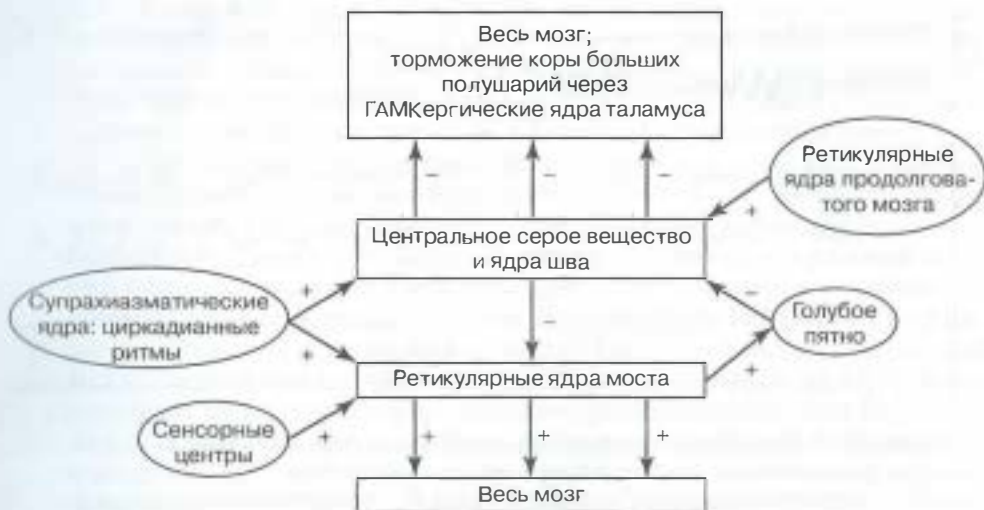 Весь мозг;
торможение коры больших
полушарий через
ГАМКергические ядра таламуса
− − −
Ретикулярные
ядра продолгова-
того мозга
+
Центральное серое вещество
и ядра шва
Супрахиазматические
ядра: циркадианные
ритмы
+
+
−
−
Голубое
пятно
+
Ретикулярные ядра моста
Сенсорные
центры
+
+ + +
Весь мозг